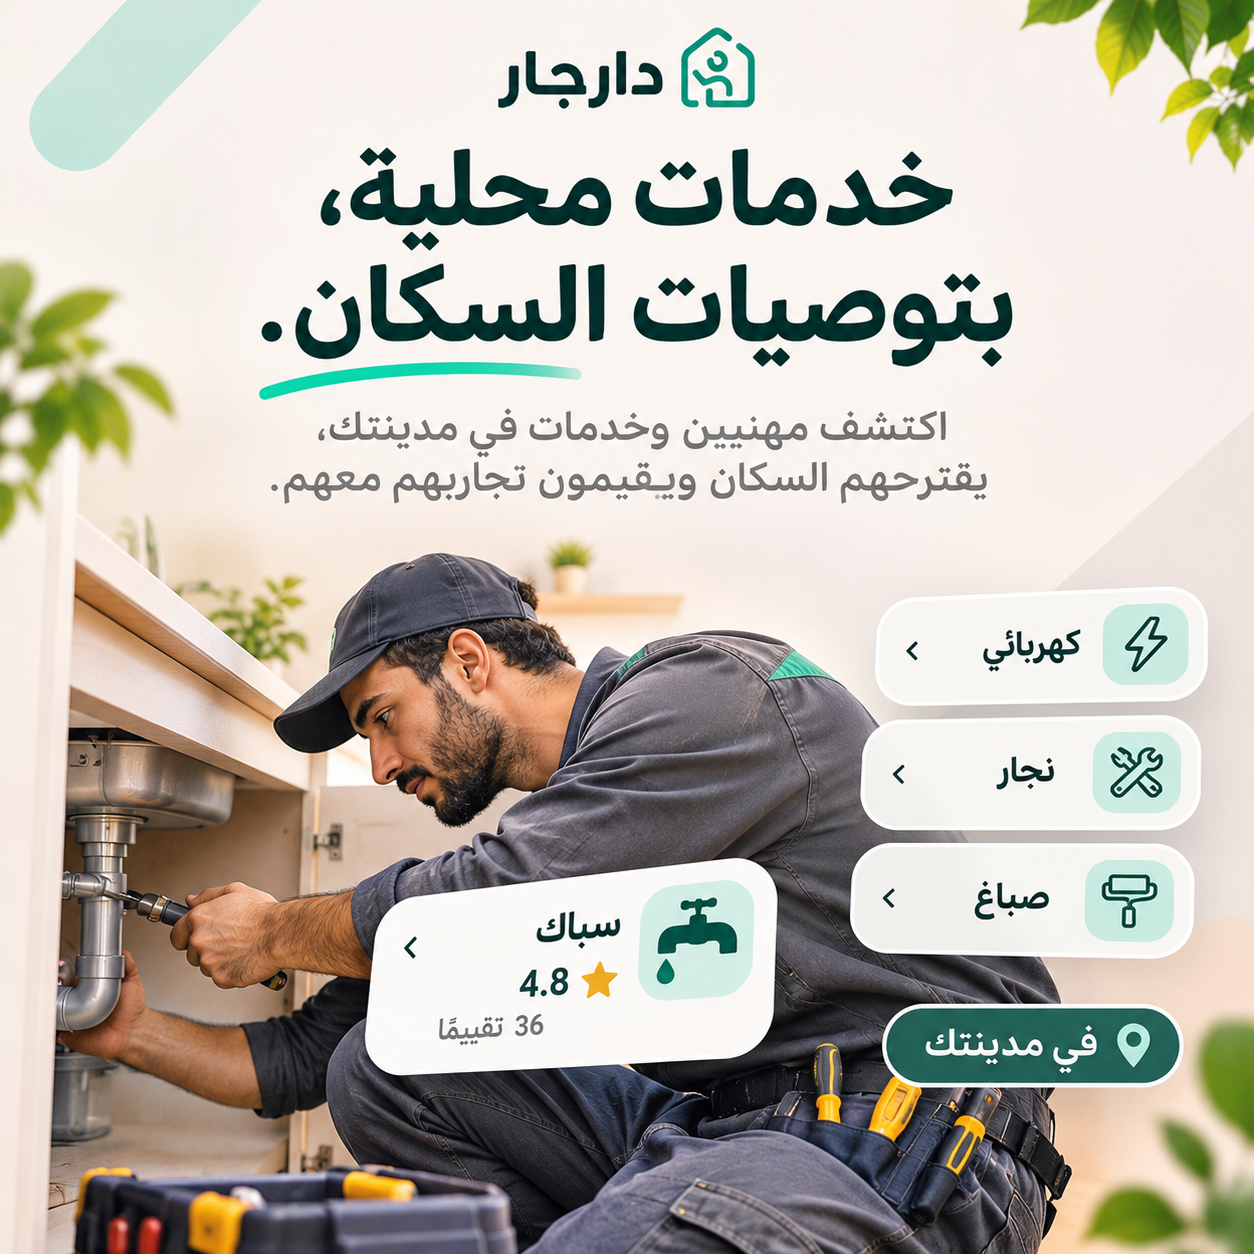 دارجار
خدمات محلية،
بتوصيات السكان.
اكتشف مهنيين وخدمات في مدينتك،
يقترحهم السكان ويقيمون تجاربهم معهم.
كهربائي
نجار
صباغ
سباك
4.8
36 تقييمًا
في مدينتك